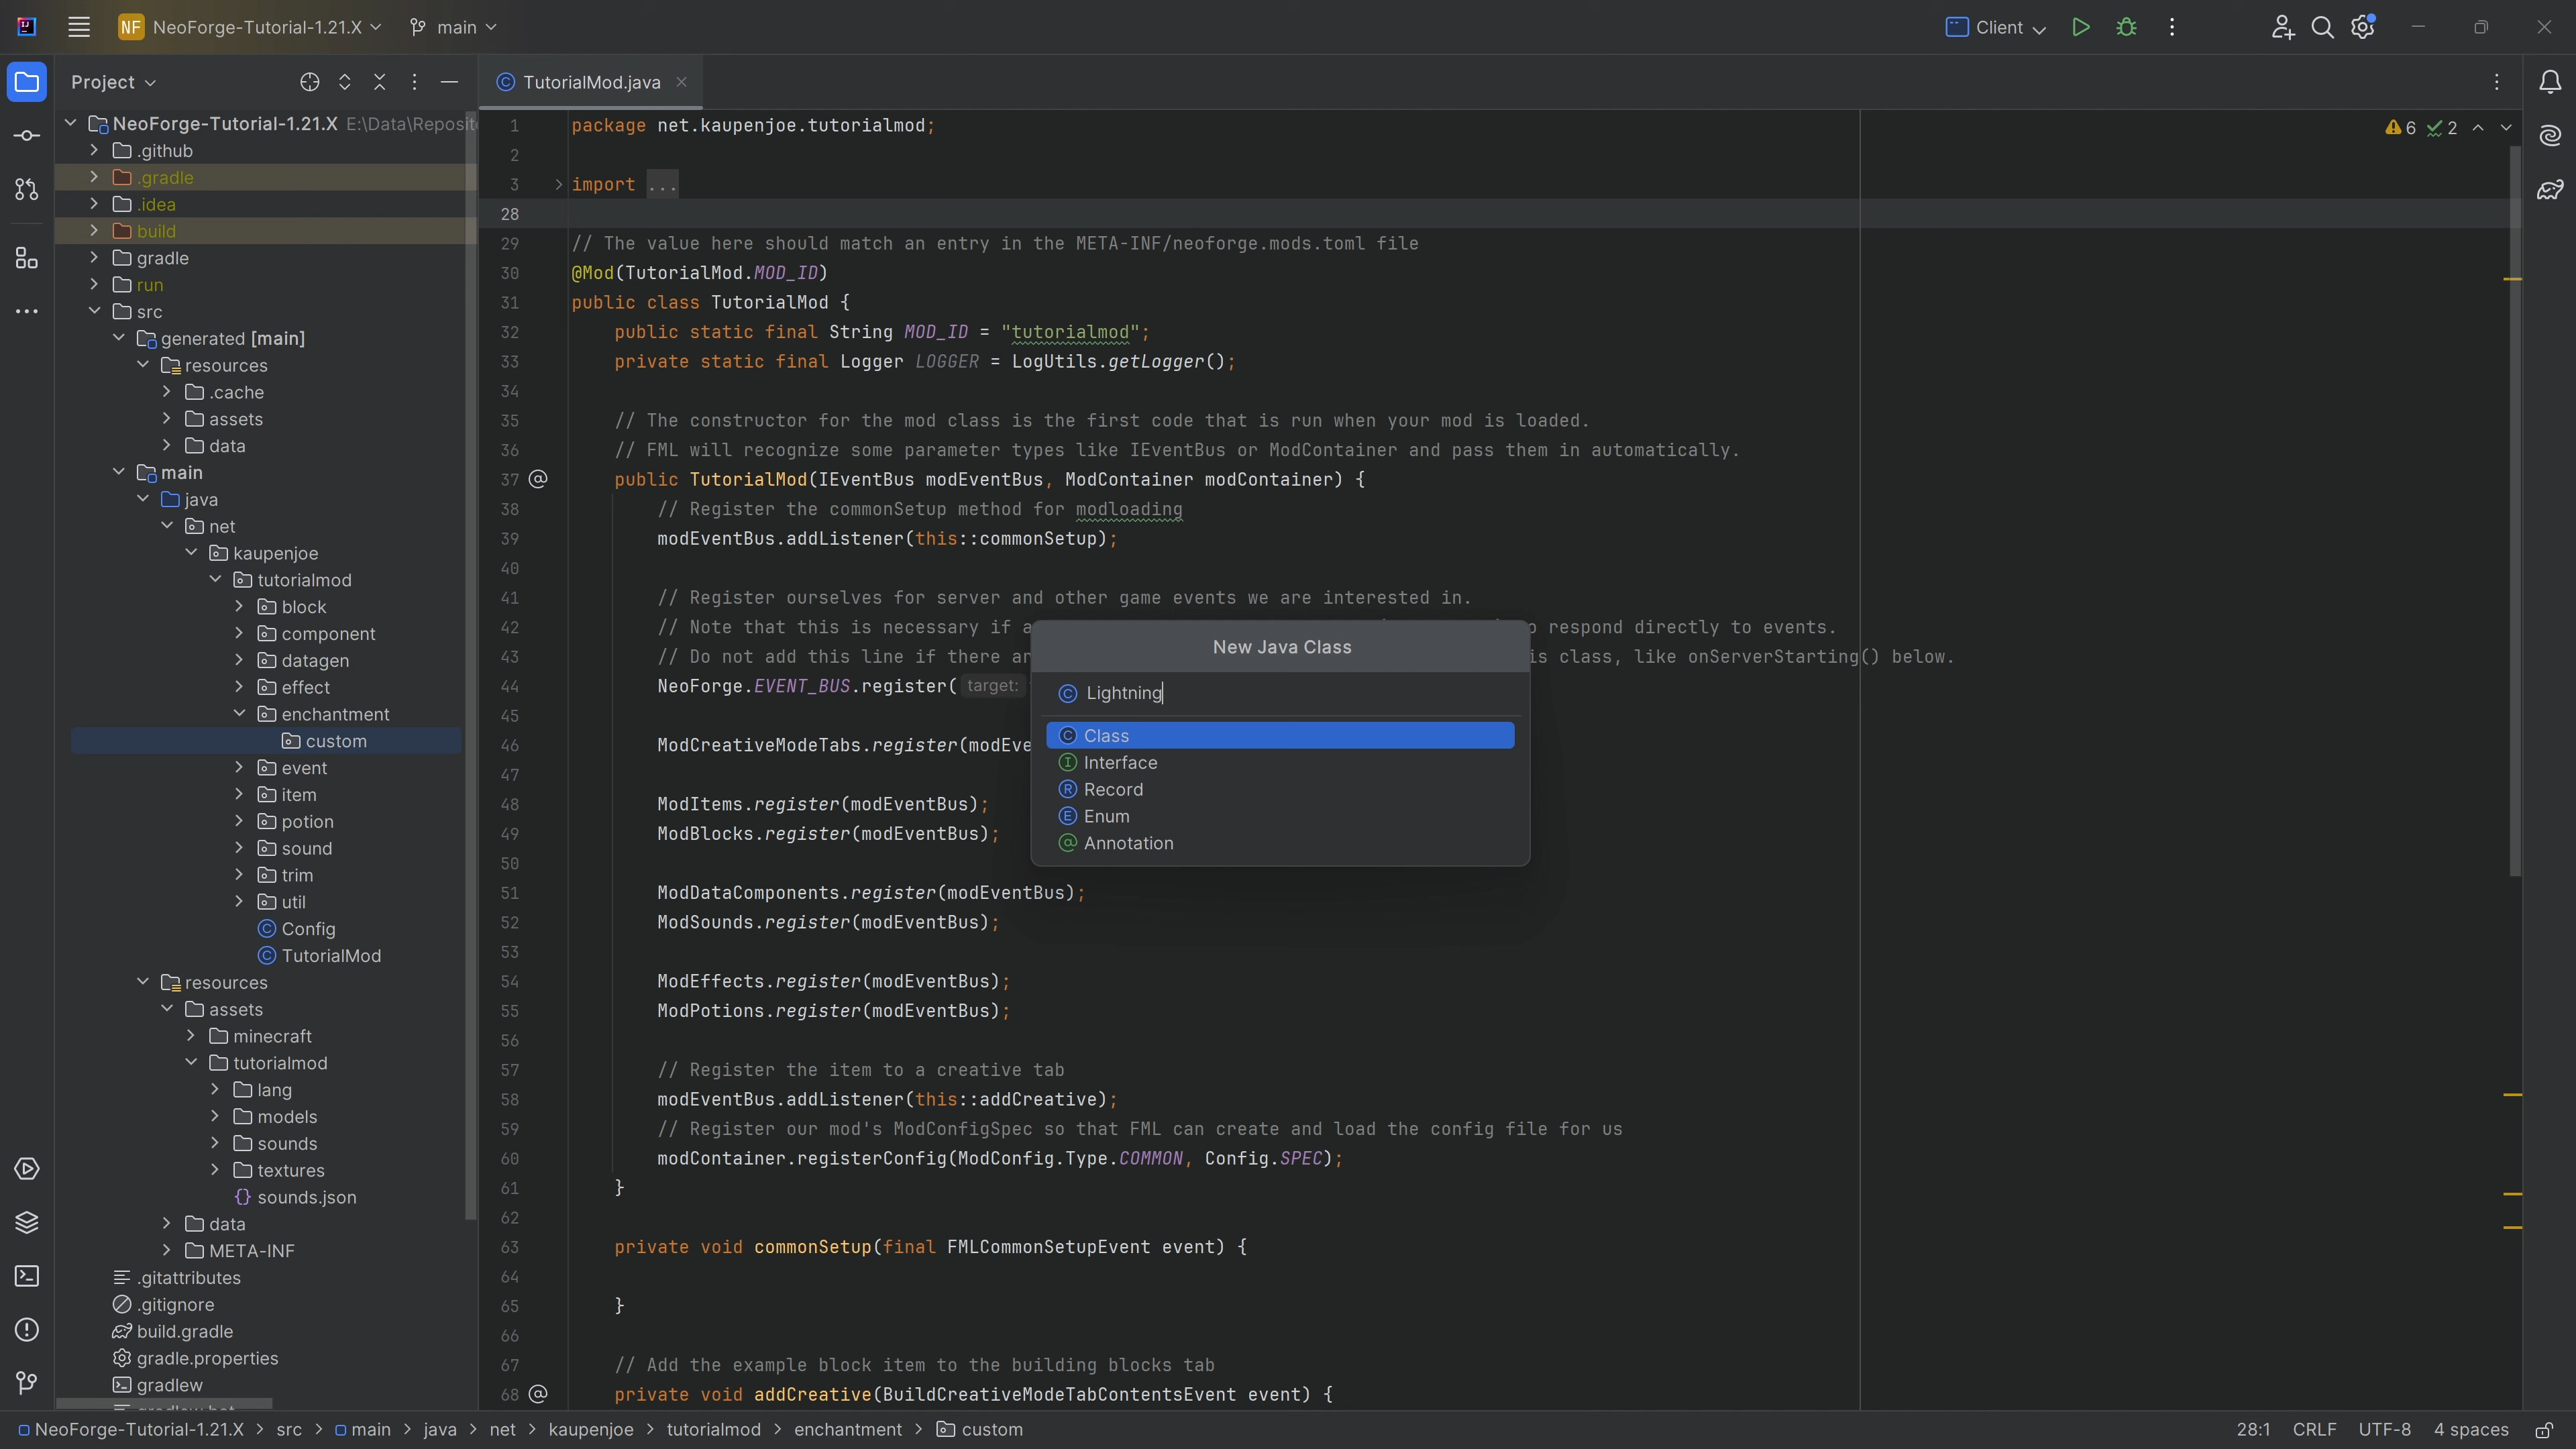 NF NeoForge-Tutorial-1.21.X main Client
Project
TutorialMod.java
NeoForge-Tutorial-1.21.X E:\Data\Reposit
.github
.gradle
.idea
build
gradle
run
src
generated [main]
resources
.cache
assets
data
main
java
net
kaupenjoe
tutorialmod
block
component
datagen
effect
enchantment
custom
event
item
potion
sound
trim
util
Config
TutorialMod
resources
assets
minecraft
tutorialmod
lang
models
sounds
textures
sounds.json
data
META-INF
.gitattributes
.gitignore
build.gradle
gradle.properties
gradlew
6 2
1 package net.kaupenjoe.tutorialmod;
2
3 import ...
28
29 // The value here should match an entry in the META-INF/neoforge.mods.toml file
30 @Mod(TutorialMod.MOD_ID)
31 public class TutorialMod {
32 public static final String MOD_ID = "tutorialmod";
33 private static final Logger LOGGER = LogUtils.getLogger();
34
35 // The constructor for the mod class is the first code that is run when your mod is loaded.
36 // FML will recognize some parameter types like IEventBus or ModContainer and pass them in automatically.
37 public TutorialMod(IEventBus modEventBus, ModContainer modContainer) {
38 // Register the commonSetup method for modloading
39 modEventBus.addListener(this::commonSetup);
40
41 // Register ourselves for server and other game events we are interested in.
42 // Note that this is necessary if a respond directly to events.
43 // Do not add this line if there ar is class, like onServerStarting() below.
44 NeoForge.EVENT_BUS.register( target:
45
46 ModCreativeModeTabs.register(modEve
47
48 ModItems.register(modEventBus);
49 ModBlocks.register(modEventBus);
50
51 ModDataComponents.register(modEventBus);
52 ModSounds.register(modEventBus);
53
54 ModEffects.register(modEventBus);
55 ModPotions.register(modEventBus);
56
57 // Register the item to a creative tab
58 modEventBus.addListener(this::addCreative);
59 // Register our mod's ModConfigSpec so that FML can create and load the config file for us
60 modContainer.registerConfig(ModConfig.Type.COMMON, Config.SPEC);
61 }
62
63 private void commonSetup(final FMLCommonSetupEvent event) {
64
65 }
66
67 // Add the example block item to the building blocks tab
68 private void addCreative(BuildCreativeModeTabContentsEvent event) {
New Java Class
Lightning
Class
Interface
Record
Enum
Annotation
NeoForge-Tutorial-1.21.X > src > main > java > net > kaupenjoe > tutorialmod > enchantment > custom
28:1 CRLF UTF-8 4 spaces